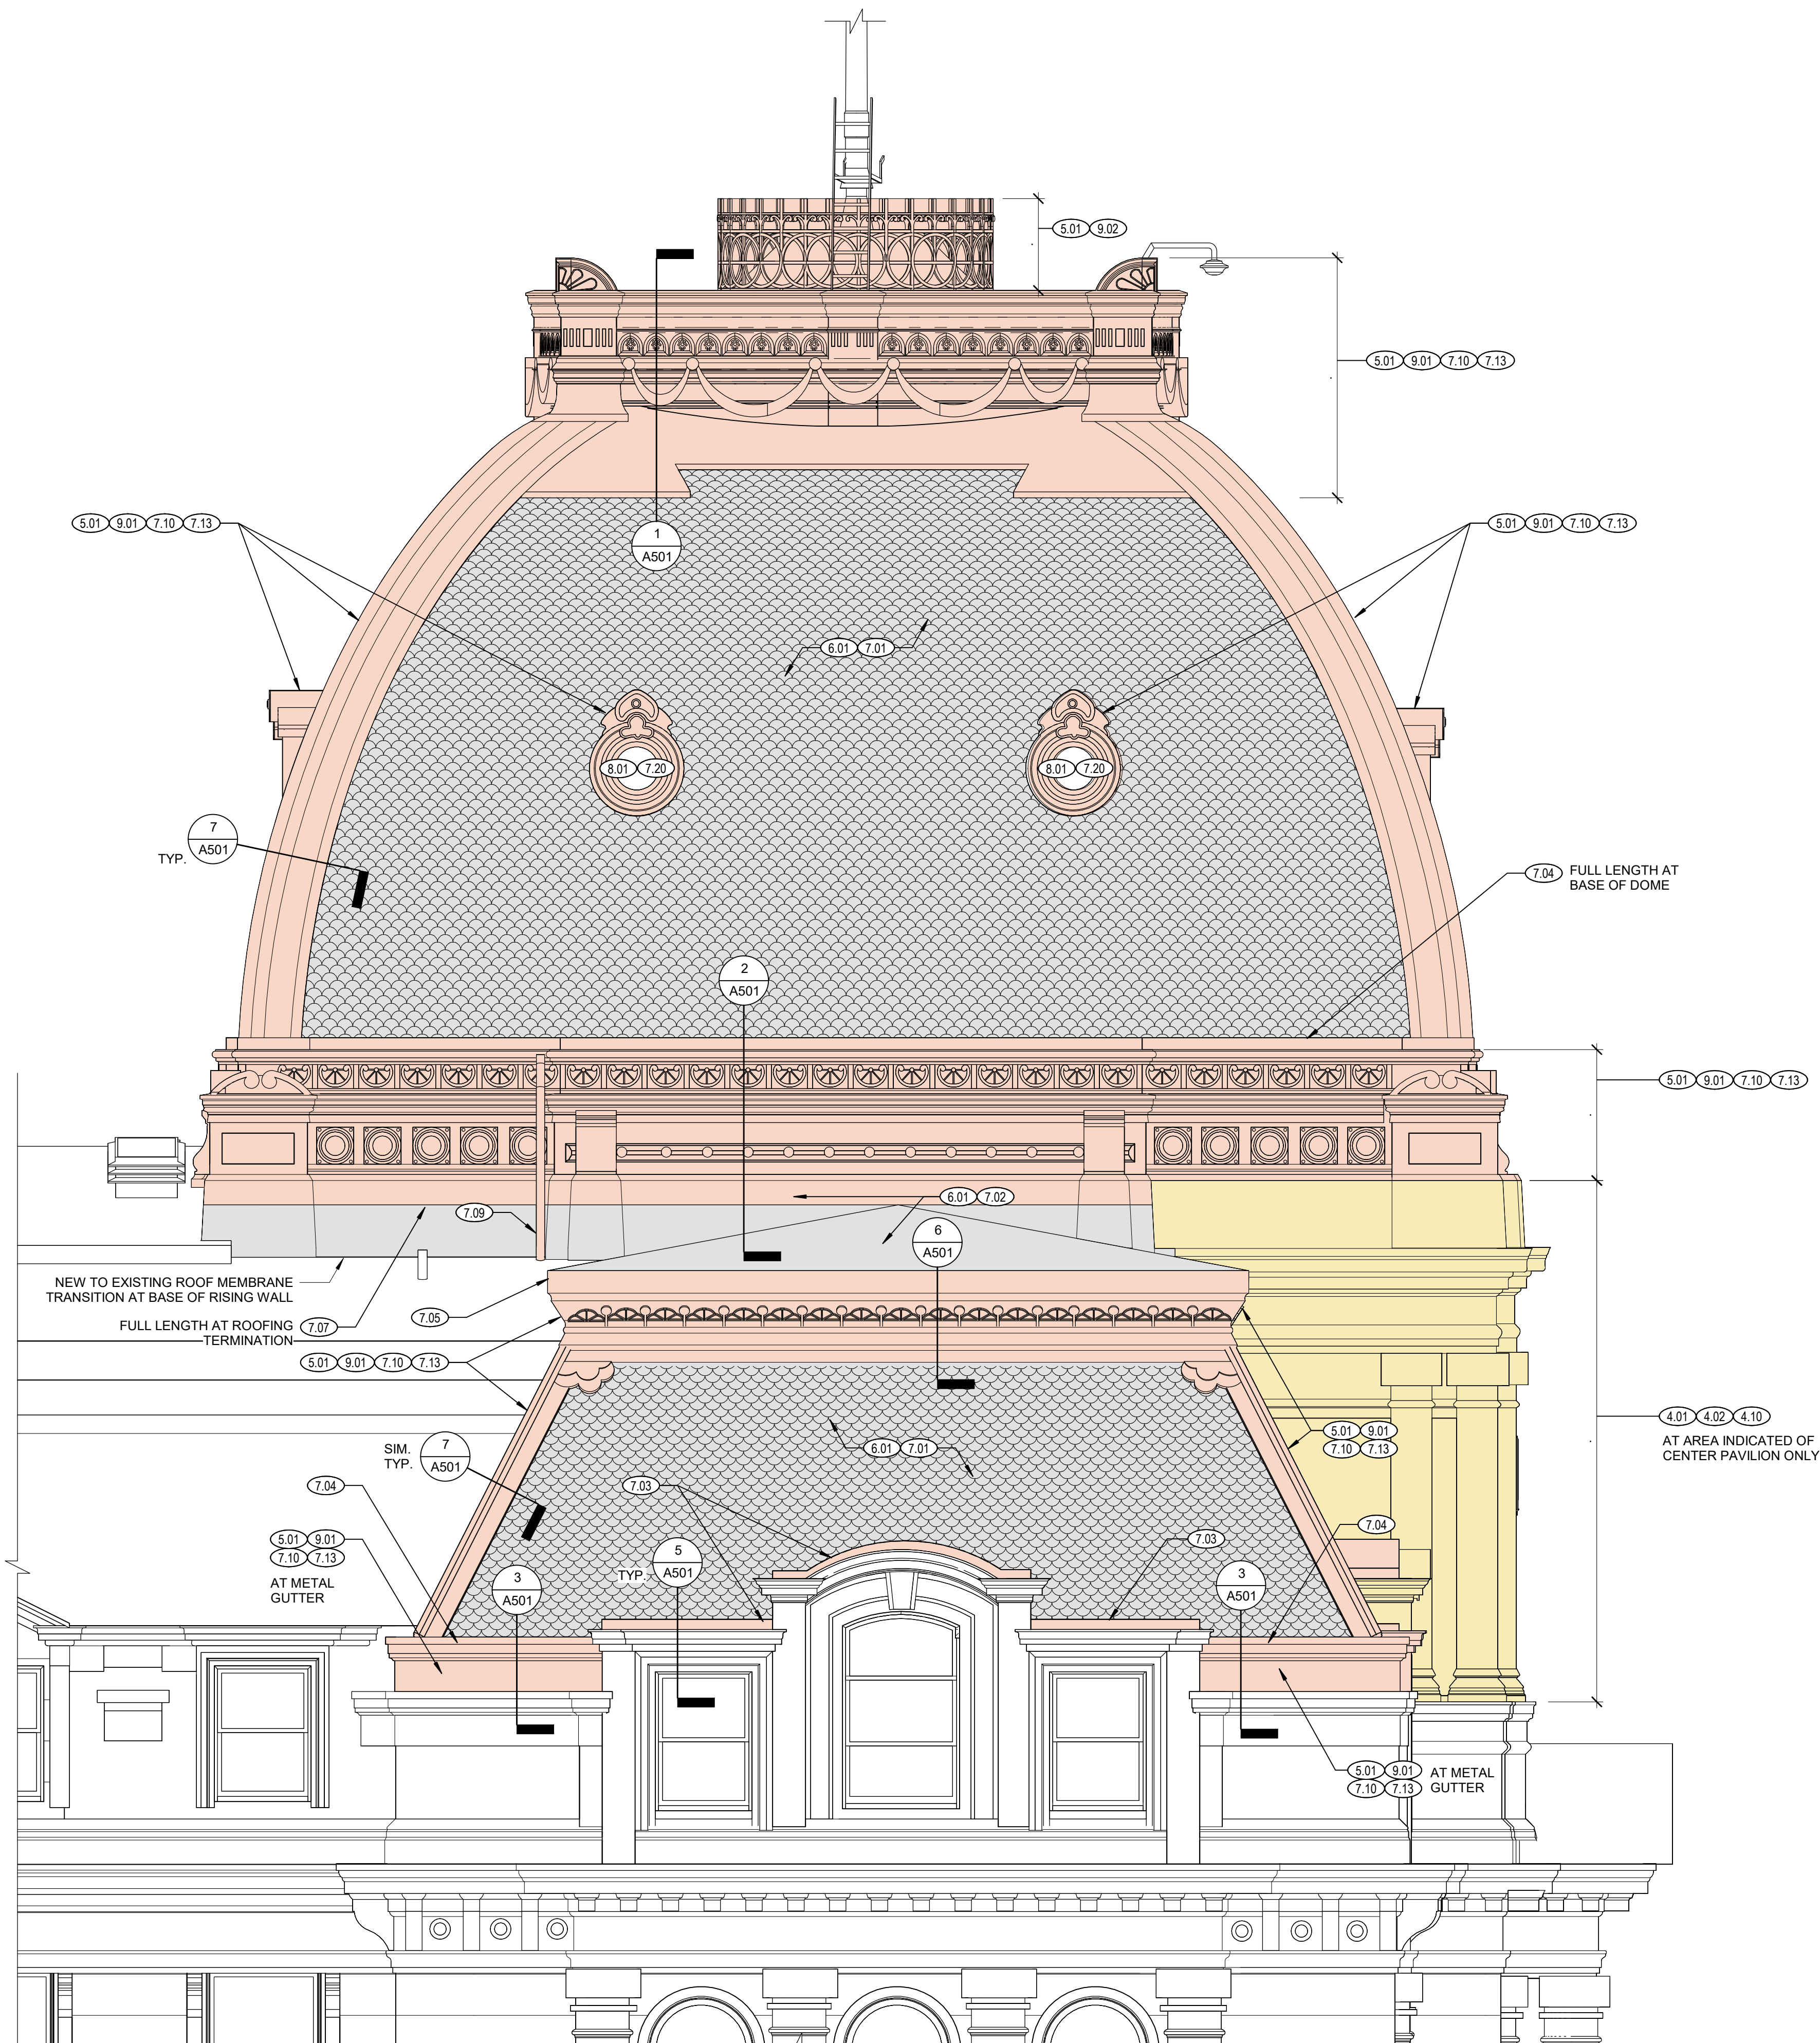 5.01 9.02
5.01 9.01 7.10 7.13
5.01 9.01 7.10 7.13
5.01 9.01 7.10 7.13
1
A501
6.01 7.01
8.01 7.20
8.01 7.20
7
A501
TYP.
7.04 FULL LENGTH AT
BASE OF DOME
2
A501
5.01 9.01 7.10 7.13
6.01 7.02
7.09
6
A501
NEW TO EXISTING ROOF MEMBRANE
TRANSITION AT BASE OF RISING WALL
7.05
FULL LENGTH AT ROOFING 7.07
TERMINATION
5.01 9.01 7.10 7.13
4.01 4.02 4.10
AT AREA INDICATED OF
CENTER PAVILION ONLY
5.01 9.01
7.10 7.13
6.01 7.01
SIM.
TYP.
7
A501
7.04
7.03
7.04
7.03
5.01 9.01
7.10 7.13
AT METAL
GUTTER
TYP.
5
A501
3
A501
3
A501
5.01 9.01 AT METAL
7.10 7.13 GUTTER